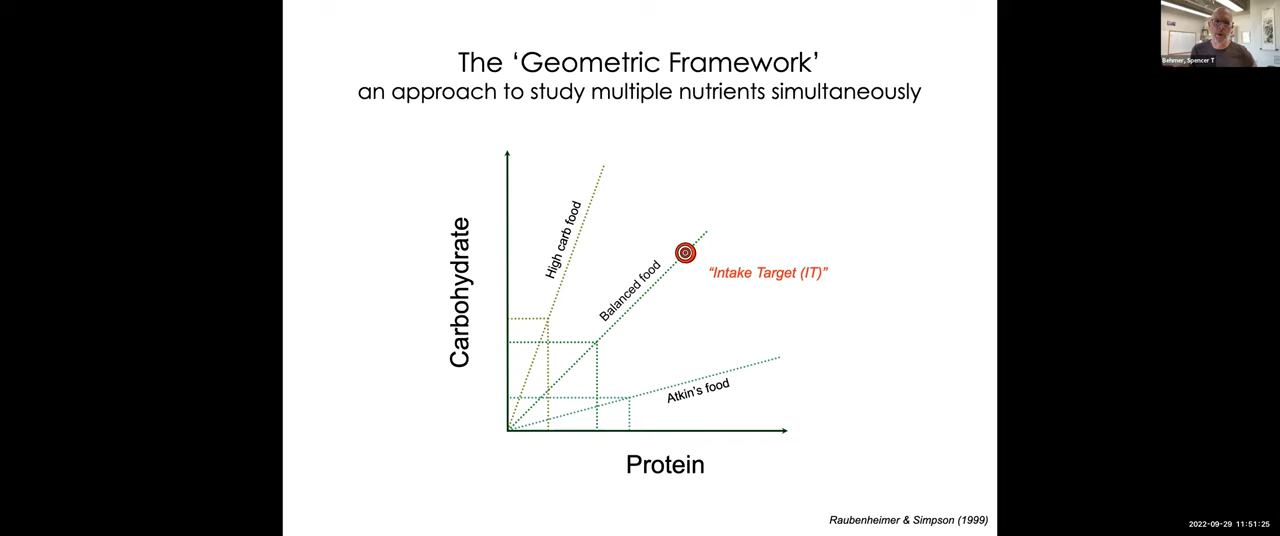 The ‘Geometric Framework’
an approach to study multiple nutrients simultaneously
Carbohydrate
High carb food
Balanced food
“Intake Target (IT)”
Atkin's food
Protein
Raubenheimer & Simpson (1999)
Behmer, Spencer T
2022-09-29 11:51:25